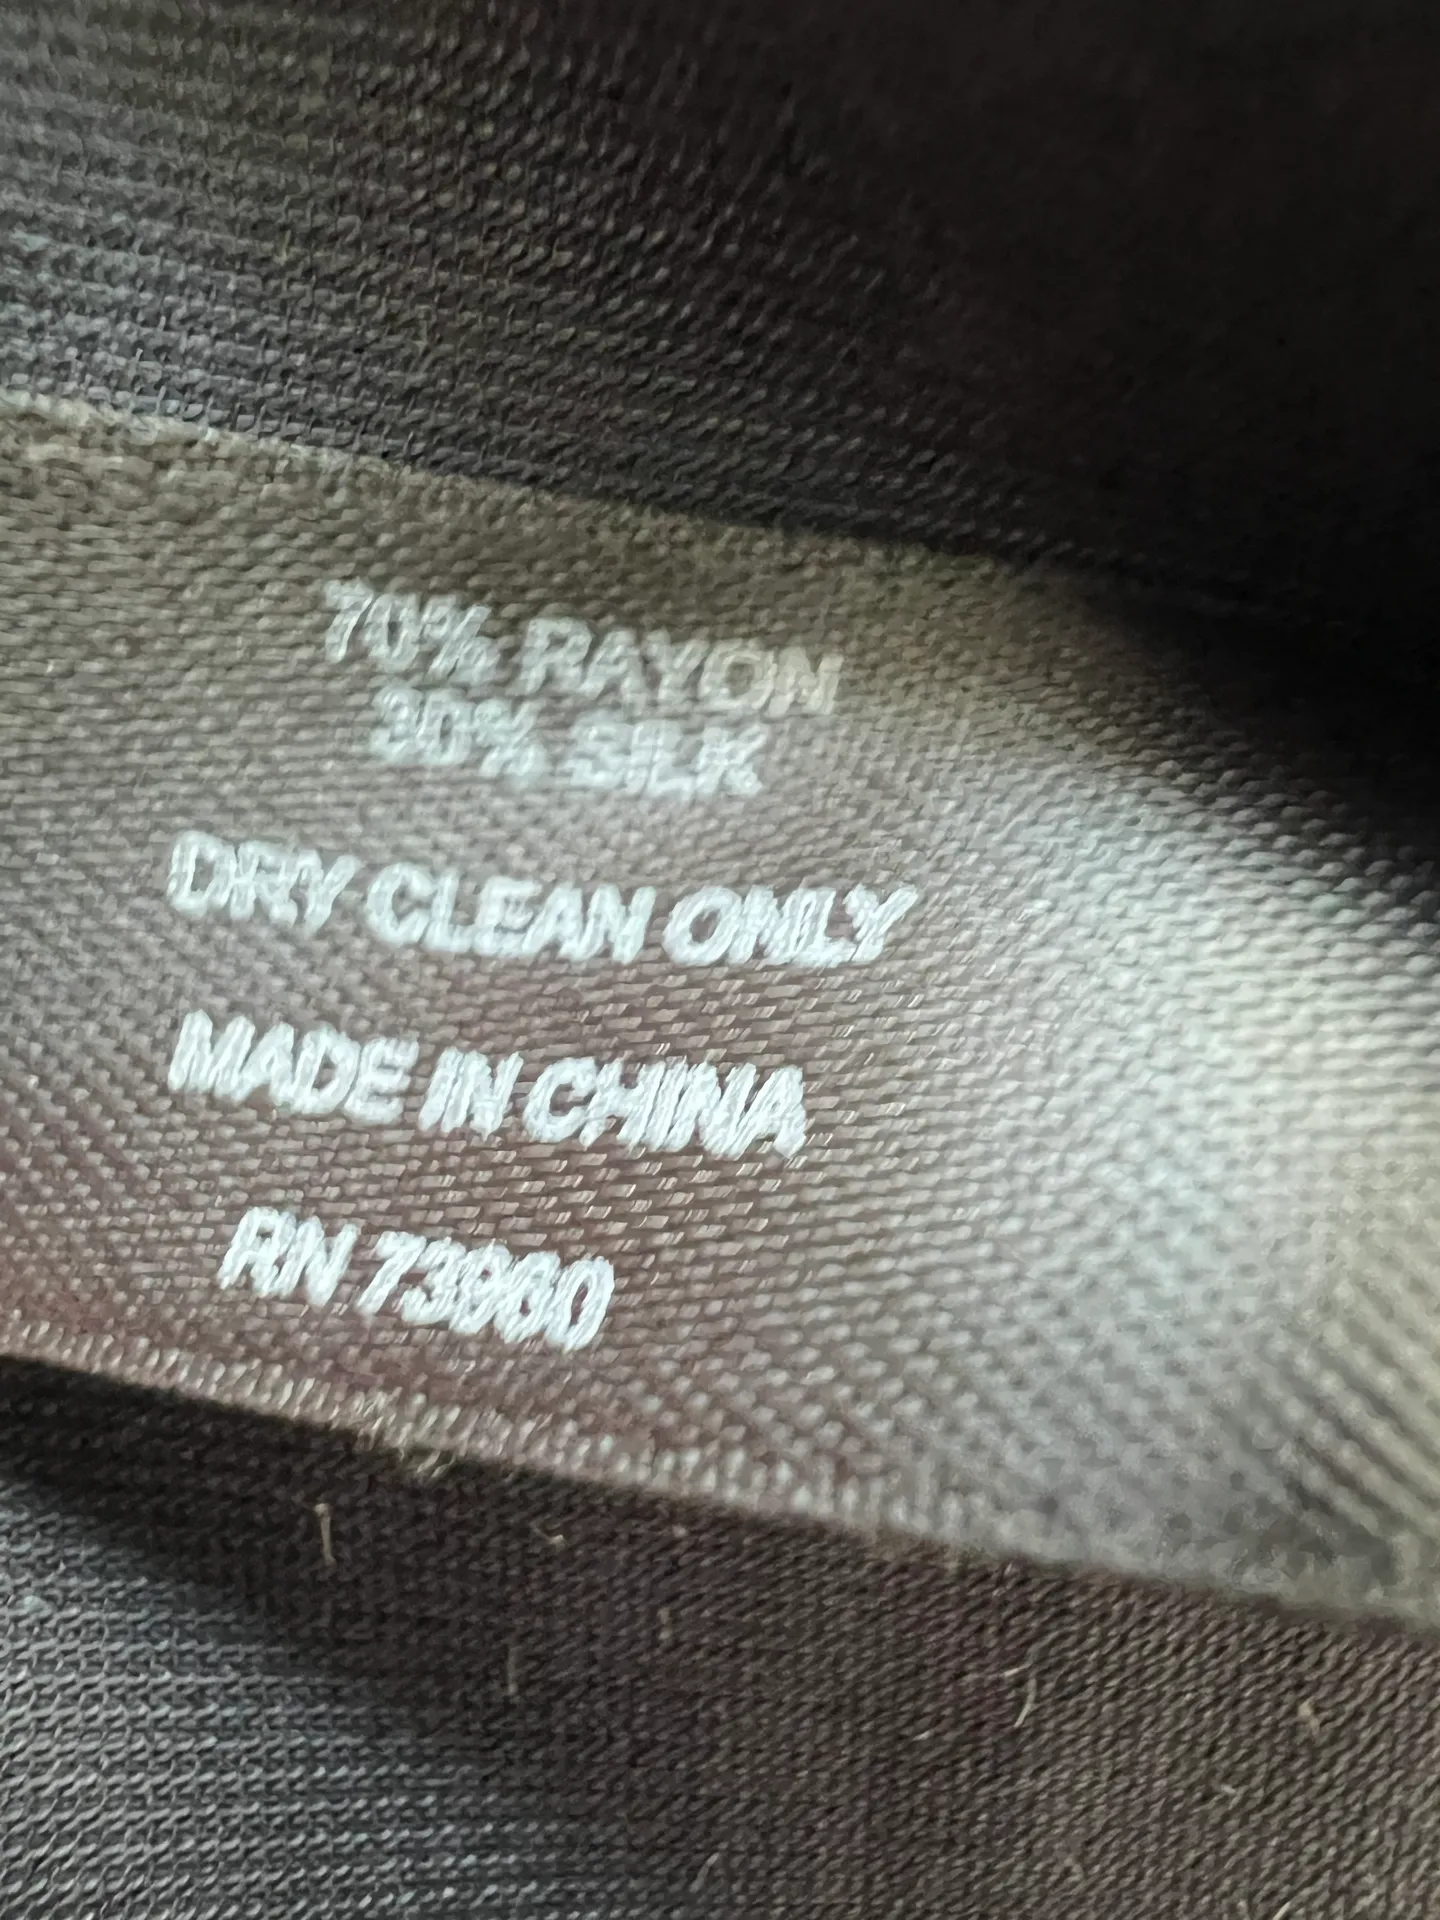 70% RAYON
30% SILK
DRY CLEAN ONLY
MADE IN CHINA
RN 73960